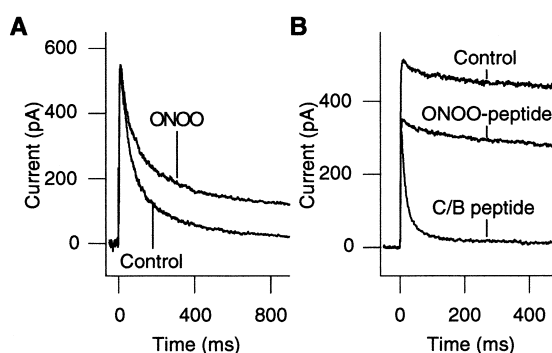 A
600
400
200
0
Current (pA)
ONOO
Control
0
400
800
Time (ms)
B
400
200
0
Current (pA)
Control
ONOO-peptide
C/B peptide
0
200
400
Time (ms)